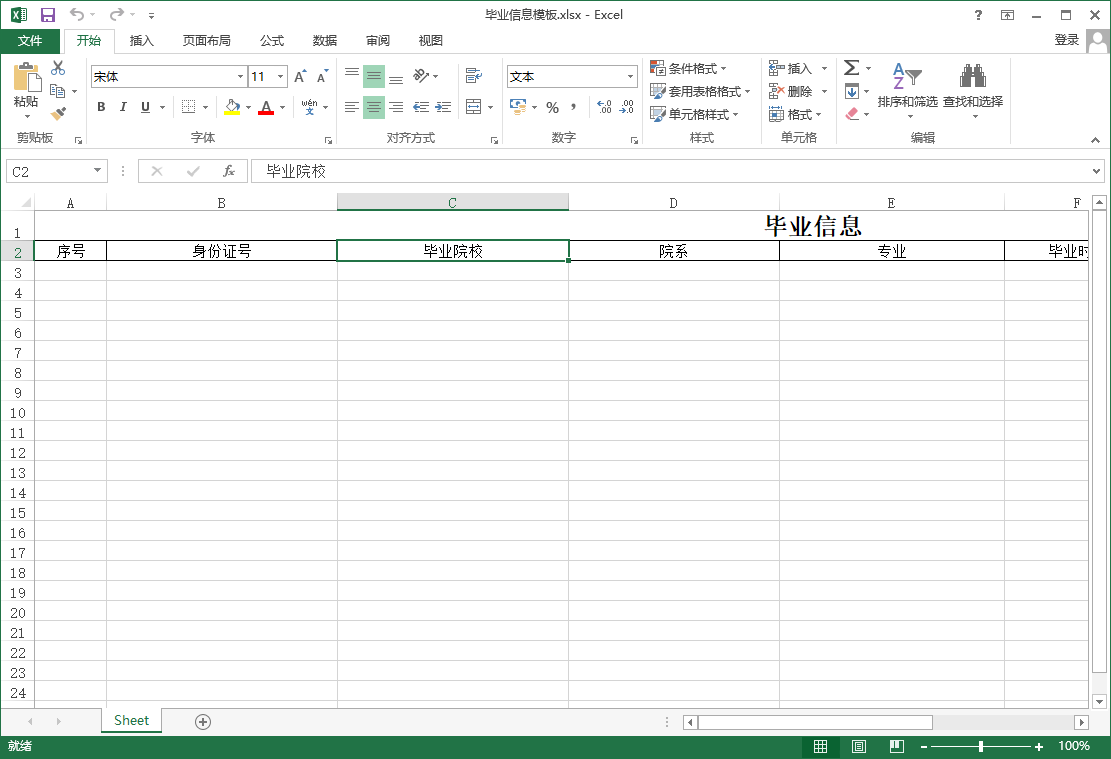 毕业信息模板.xlsx - Excel
文件 开始 插入 页面布局 公式 数据 审阅 视图 登录
宋体 11 文本 条件格式 插入
粘贴 B I U A wén 文 % , 套用表格格式 删除 排序和筛选 查找和选择
单元格样式 格式
剪贴板 字体 对齐方式 数字 样式 单元格 编辑
C2 fx 毕业院校
A B C D E F
1 毕业信息
2 序号 身份证号 毕业院校 院系 专业 毕业时
3
4
5
6
7
8
9
10
11
12
13
14
15
16
17
18
19
20
21
22
23
24
Sheet
就绪 100%